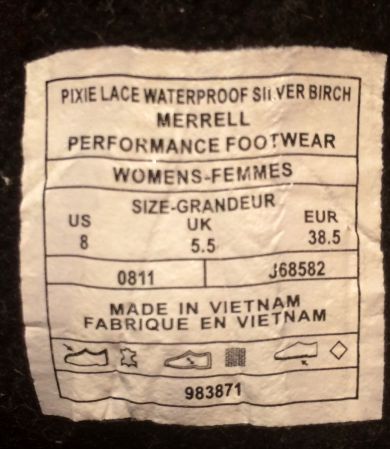 PIXIE LACE WATERPROOF SILVER BIRCH
MERRELL
PERFORMANCE FOOTWEAR
WOMENS-FEMMES
SIZE-GRANDEUR
US UK EUR
8 5.5 38.5
0811 J68582
MADE IN VIETNAM
FABRIQUE EN VIETNAM
983871